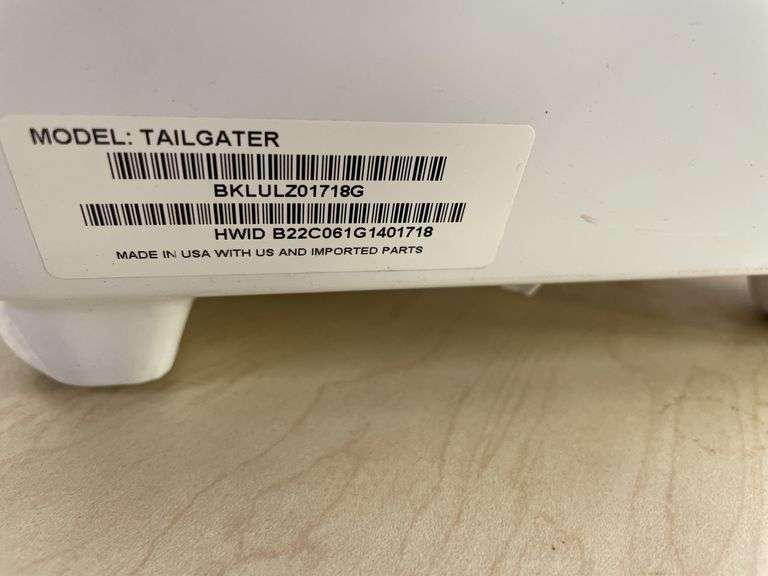 MODEL: TAILGATER
BKLULZ01718G
HWID B22C061G1401718
MADE IN USA WITH US AND IMPORTED PARTS